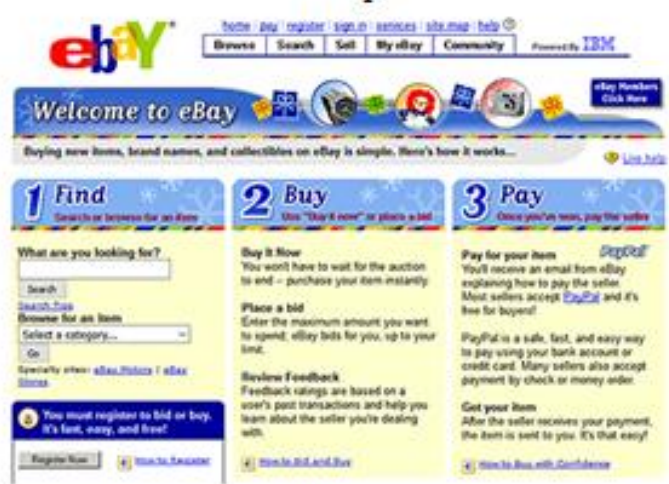 ebaY
home | pay | register | sign in | services | site map | help
Browse Search Sell My eBay Community
Powered By IBM
Welcome to eBay
eBay Members
Click Here
Buying new items, brand names, and collectibles on eBay is simple. Here's how it works...
Live help
1 Find
Search or browse for an item
What are you looking for?
Search
Search Tips
Browse for an item
Select a category...
Go
Specialty sites: eBay Motors | eBay
Stores
You must register to bid or buy.
It's fast, easy, and free!
Register Now
How to Register
2 Buy
Use "Buy It now" or place a bid
Buy It Now
You won't have to wait for the auction
to end – purchase your item instantly.
Place a bid
Enter the maximum amount you want
to spend; eBay bids for you, up to your
limit.
Review Feedback
Feedback ratings are based on a
user's past transactions and help you
learn about the seller you're dealing
with.
How to Bid and Buy
3 Pay
Once you've won, pay the seller
PayPal
Pay for your item
You'll receive an email from eBay
explaining how to pay the seller.
Most sellers accept PayPal and it's
free for buyers!
PayPal is a safe, fast, and easy way
to pay using your bank account or
credit card. Many sellers also accept
payment by check or money order.
Get your item
After the seller receives your payment,
the item is sent to you. It's that easy!
How to Buy with Confidence